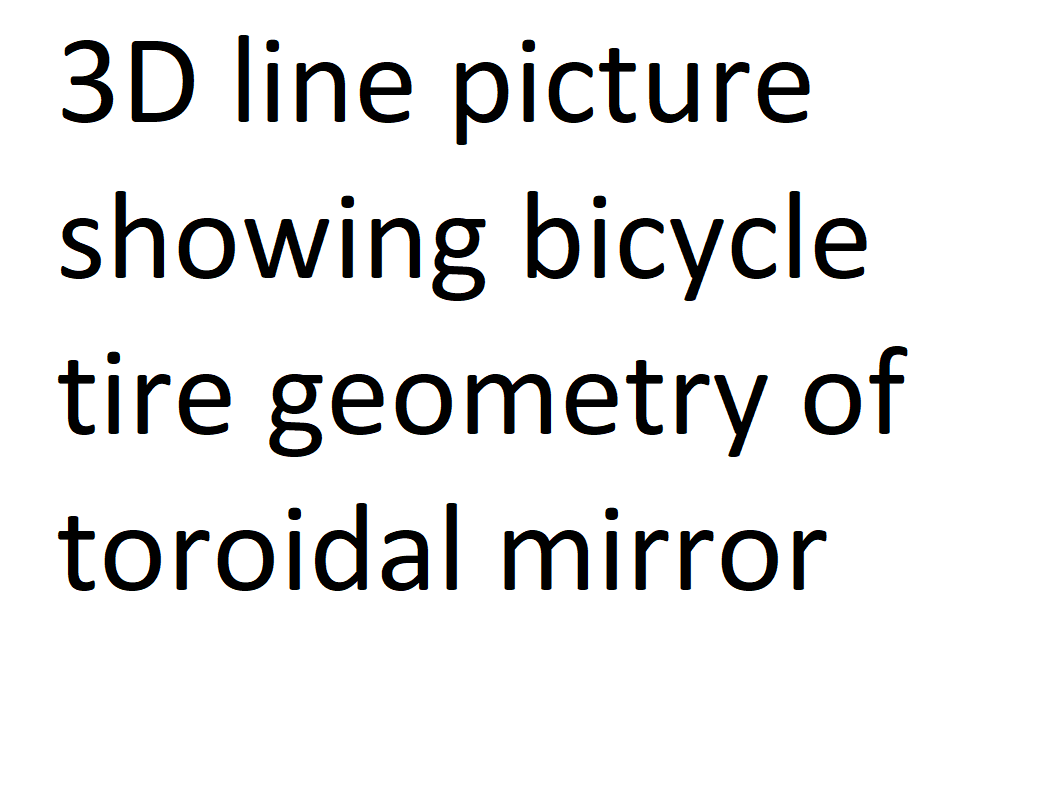 3D line picture
showing bicycle
tire geometry of
toroidal mirror